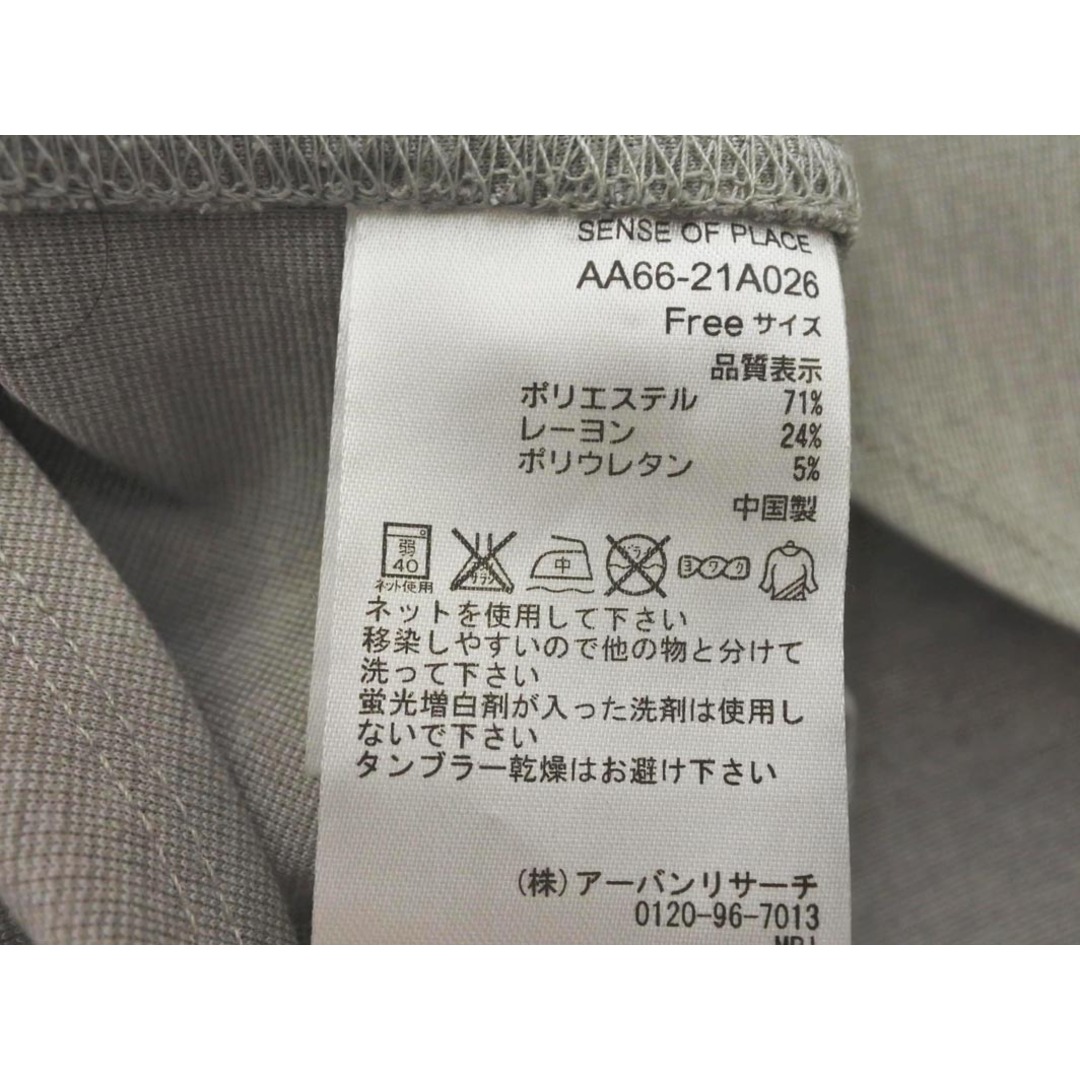 SENSE OF PLACE
AA66-21A026
Free サイズ
品質表示
ポリエステル 71%
レーヨン 24%
ポリウレタン 5%
中国製
弱 40 中 ドライ ヨワク
ネット使用
ネットを使用して下さい
移染しやすいので他の物と分けて
洗って下さい
蛍光増白剤が入った洗剤は使用し
ないで下さい
タンブラー乾燥はお避け下さい
(株)アーバンリサーチ
0120-96-7013